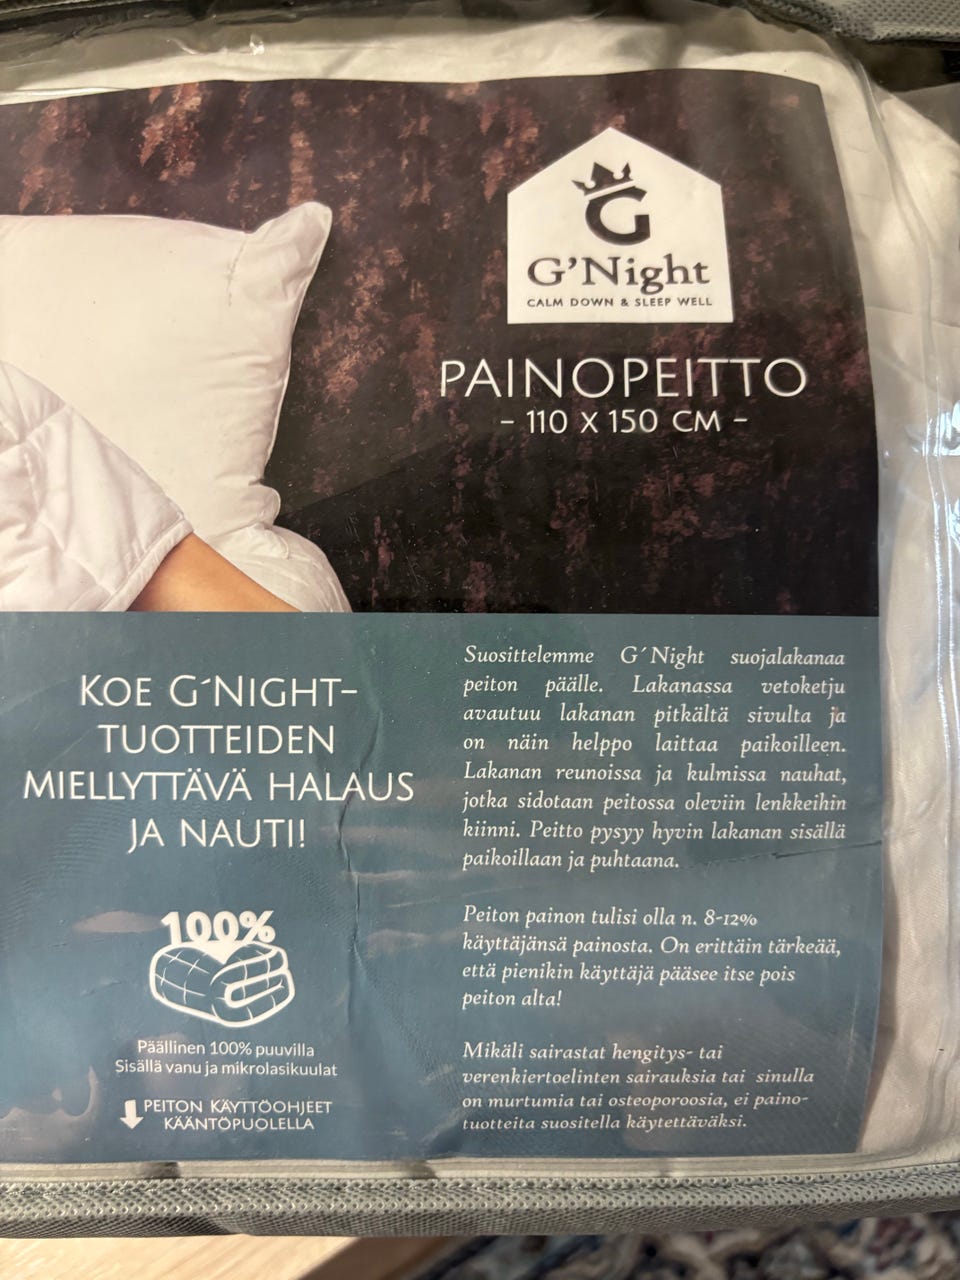 G
G'Night
CALM DOWN & SLEEP WELL
PAINOPEITTO
- 110 X 150 CM -
KOE G´NIGHT-
TUOTTEIDEN
MIELLYTTÄVÄ HALAUS
JA NAUTI!
100%
Päällinen 100% puuvilla
Sisällä vanu ja mikrolasikuulat
PEITON KÄYTTÖOHJEET
KÄÄNTÖPUOLELLA
Suosittelemme G´Night suojalakanaa
peiton päälle. Lakanassa vetoketju
avautuu lakanan pitkältä sivulta ja
on näin helppo laittaa paikoilleen.
Lakanan reunoissa ja kulmissa nauhat,
jotka sidotaan peitossa oleviin lenkkeihin
kiinni. Peitto pysyy hyvin lakanan sisällä
paikoillaan ja puhtaana.
Peiton painon tulisi olla n. 8-12%
käyttäjänsä painosta. On erittäin tärkeää,
että pienikin käyttäjä pääsee itse pois
peiton alta!
Mikäli sairastat hengitys- tai
verenkiertoelinten sairauksia tai sinulla
on murtumia tai osteoporoosia, ei paino-
tuotteita suositella käytettäväksi.